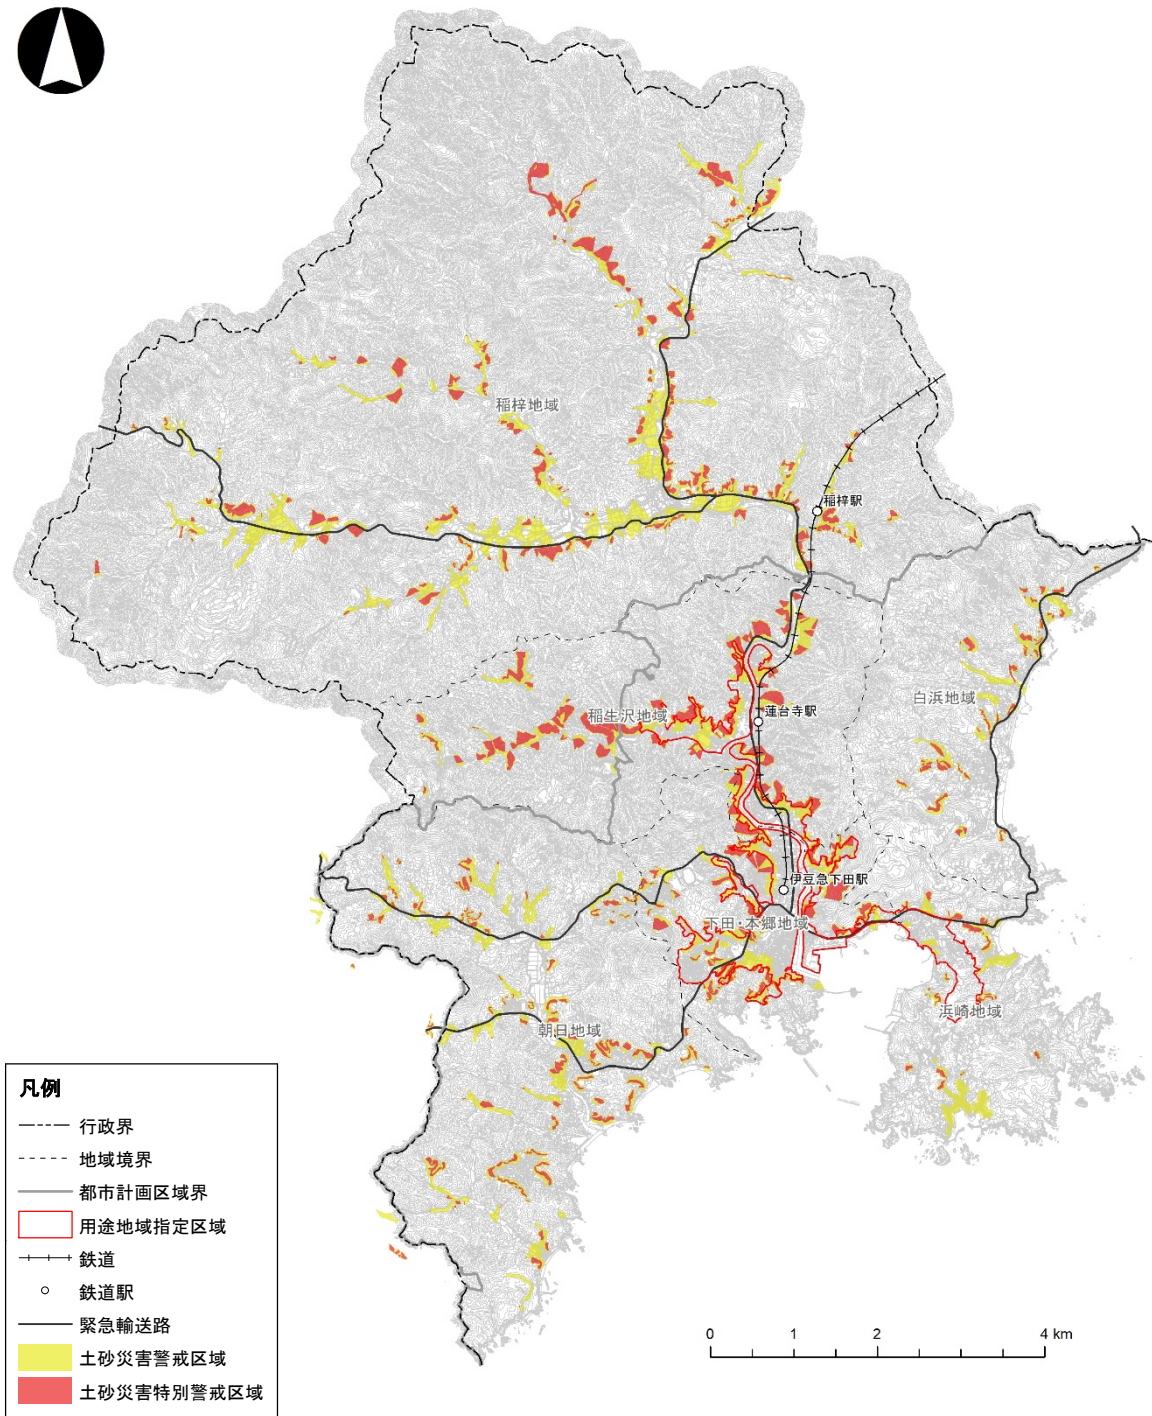 稲梓地域
稲梓駅
白浜地域
稲生沢地域
蓮台寺駅
伊豆急下田駅
下田・本郷地域
浜崎地域
朝日地域
凡例
行政界
地域境界
都市計画区域界
用途地域指定区域
鉄道
鉄道駅
緊急輸送路
土砂災害警戒区域
土砂災害特別警戒区域
0 1 2 4 km